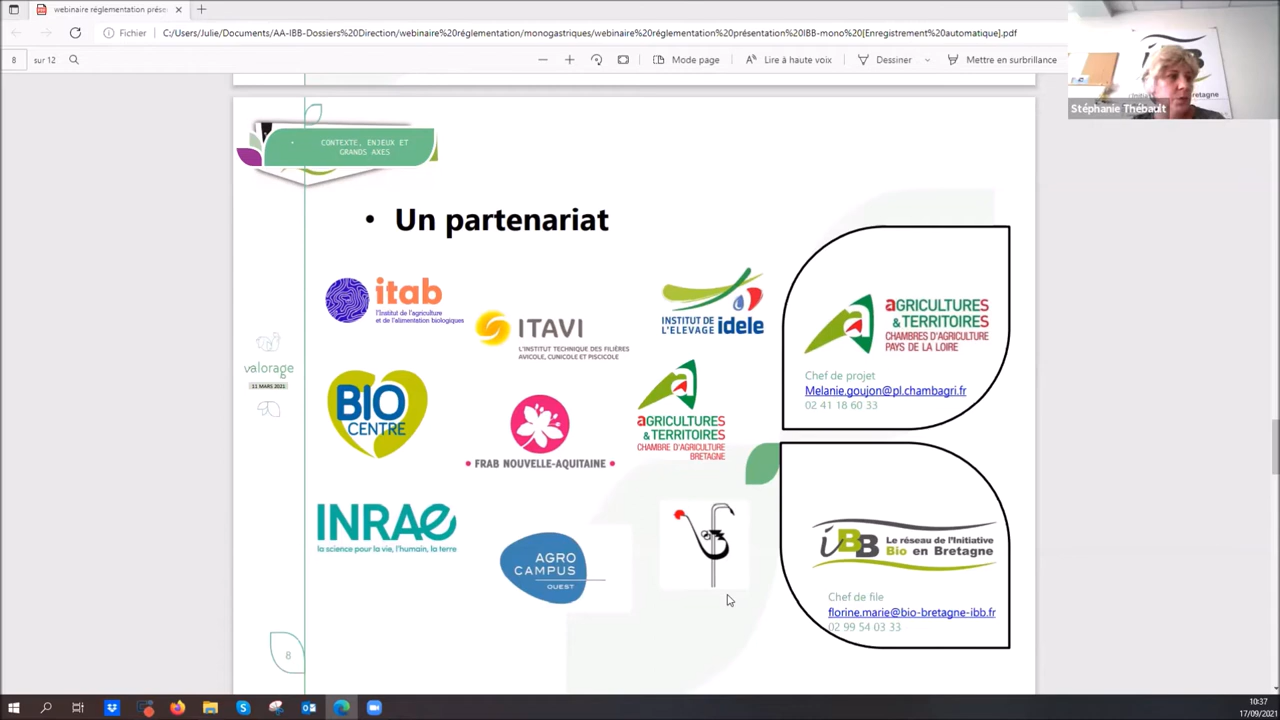 webinaire réglementation prése
Fichier
C:/Users/Julie/Documents/AA-IBB-Dossiers%20Direction/webinaire%20réglementation/monogastriques/webinaire%20réglementation%20présentation%20IBB-mono%20[Enregistrement%20automatique].pdf
8 sur 12
Mode page
Lire à haute voix
Dessiner
Mettre en surbrillance
Stéphanie Thébault
CONTEXTE, ENJEUX ET
GRANDS AXES
• Un partenariat
itab
l'Institut de l'agriculture
et de l'alimentation biologiques
ITAVI
L'INSTITUT TECHNIQUE DES FILIÈRES
AVICOLE, CUNICOLE ET PISCICOLE
INSTITUT DE
L'ELEVAGE idele
aGRICULTURES
& TERRITOIRES
CHAMBRES D'AGRICULTURE
PAYS DE LA LOIRE
Chef de projet
Melanie.goujon@pl.chambagri.fr
02 41 18 60 33
valorage
11 MARS 2021
BIO
CENTRE
• FRAB NOUVELLE-AQUITAINE •
aGRICULTURES
& TERRITOIRES
CHAMBRE D'AGRICULTURE
BRETAGNE
INRAE
la science pour la vie, l'humain, la terre
AGRO
CAMPUS
OUEST
iBB
Le réseau de l'Initiative
Bio en Bretagne
Chef de file
florine.marie@bio-bretagne-ibb.fr
02 99 54 03 33
8
10:37
17/09/2021